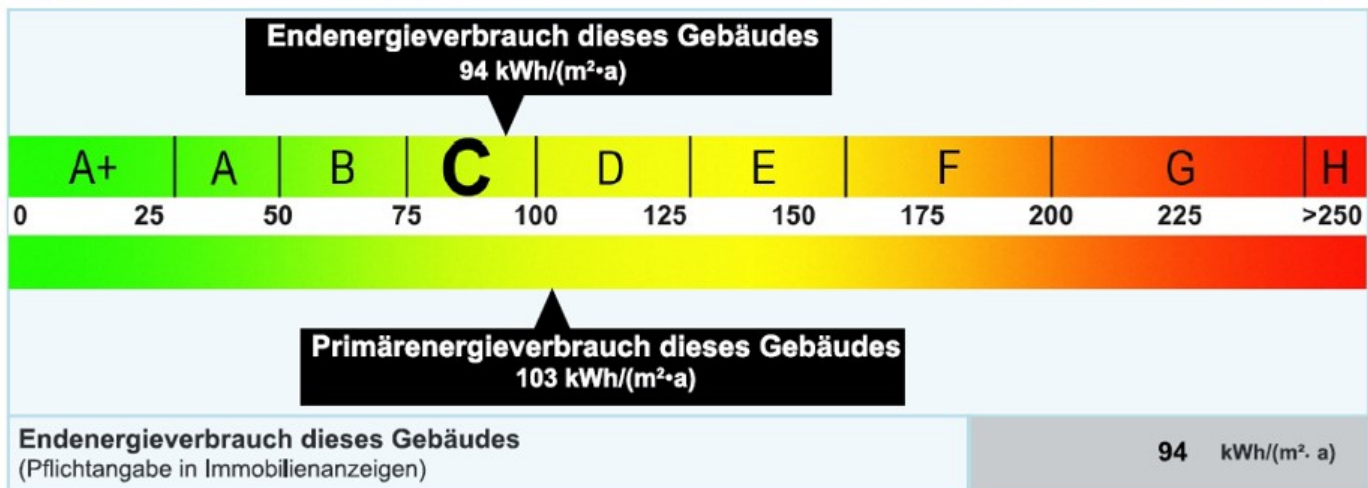 Endenergieverbrauch dieses Gebäudes
94 kWh/(m²•a)
A+ A B C D E F G H
0 25 50 75 100 125 150 175 200 225 >250
Primärenergieverbrauch dieses Gebäudes
103 kWh/(m²•a)
Endenergieverbrauch dieses Gebäudes
(Pflichtangabe in Immobilienanzeigen)
94 kWh/(m²· a)